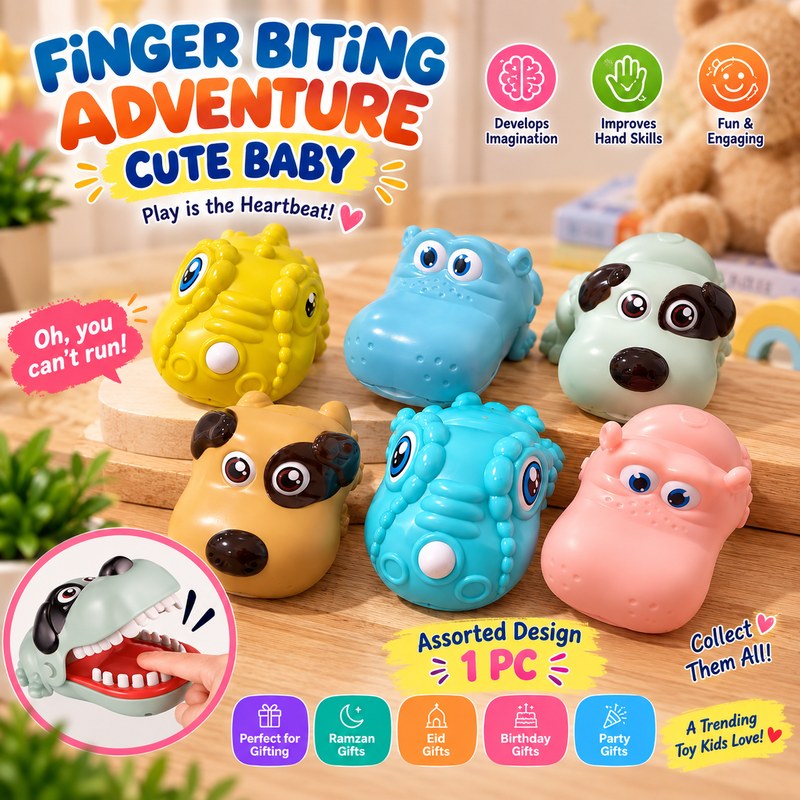 FiNGER BiTiNG
ADVENTURE
CUTE BABY
Play is the Heartbeat!
Develops
Imagination
Improves
Hand Skills
Fun &
Engaging
Oh, you
can't run!
Assorted Design
1 PC
Collect
Them All!
Perfect for
Gifting
Ramzan
Gifts
Eid
Gifts
Birthday
Gifts
Party
Gifts
A Trending
Toy Kids Love!